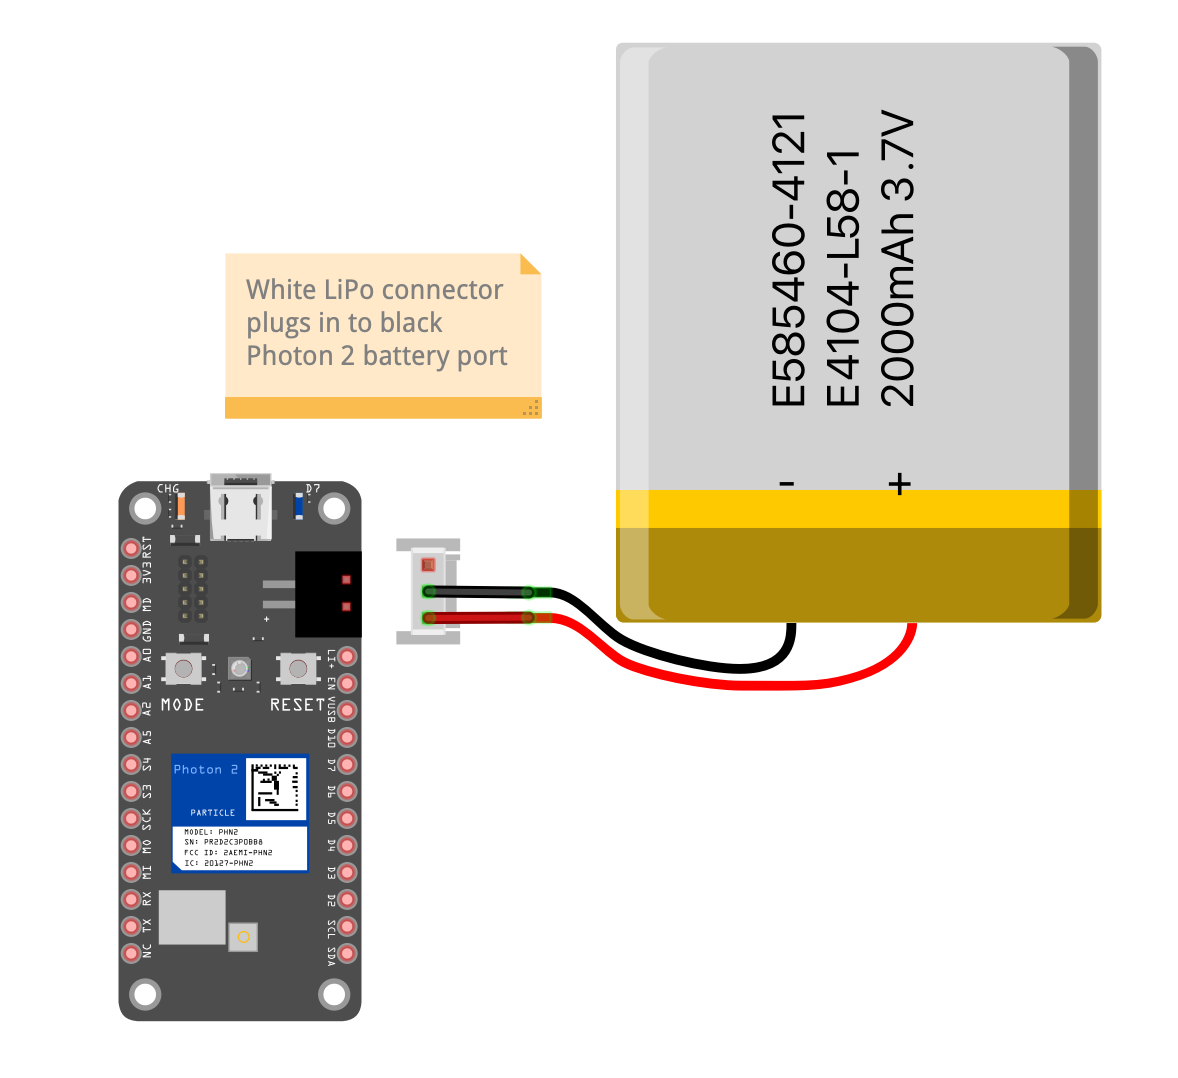 E585460-4121
E4104-L58-1
2000mAh 3.7V
- +
White LiPo connector
plugs in to black
Photon 2 battery port
CHG
D7
RST
3V3
MD
GND
A0
A1
A2
A5
S4
S3
SCK
MO
MI
RX
TX
NC
+
LI+
EN
VUSB
D10
D7
D6
D5
D4
D3
D2
SCL
SDA
MODE
RESET
Photon 2
PARTICLE
MODEL: PHN2
SN: PR2D2C3POBB8
FCC ID: 2AEMI-PHN2
IC: 20127-PHN2